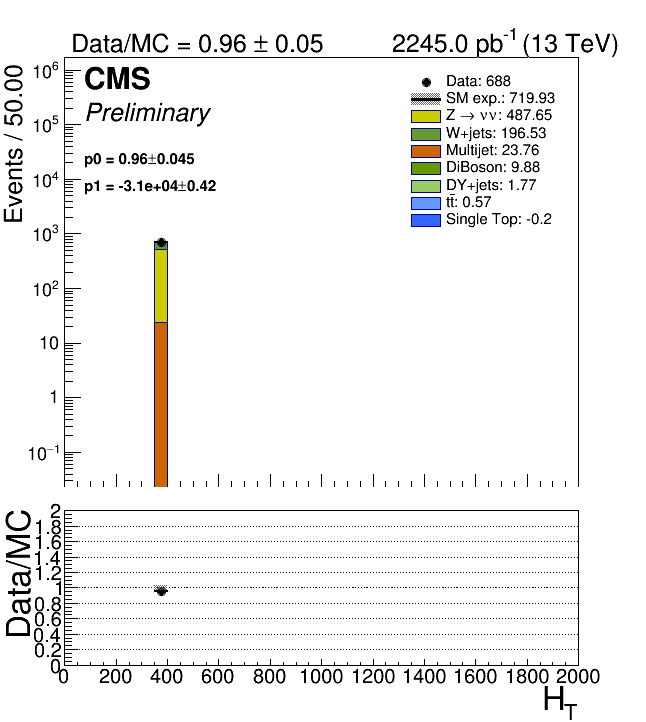 Data/MC = 0.96 ± 0.05
2245.0 pb⁻¹ (13 TeV)
Events / 50.00
10⁶
10⁵
10⁴
10³
10²
10
1
10⁻¹
CMS
Preliminary
p0 = 0.96±0.045
p1 = -3.1e+04±0.42
Data: 688
SM exp.: 719.93
Z → νν: 487.65
W+jets: 196.53
Multijet: 23.76
DiBoson: 9.88
DY+jets: 1.77
tt̄: 0.57
Single Top: -0.2
Data/MC
2
1.8
1.6
1.4
1.2
1
0.8
0.6
0.4
0.2
0
0 200 400 600 800 1000 1200 1400 1600 1800 2000
H_T